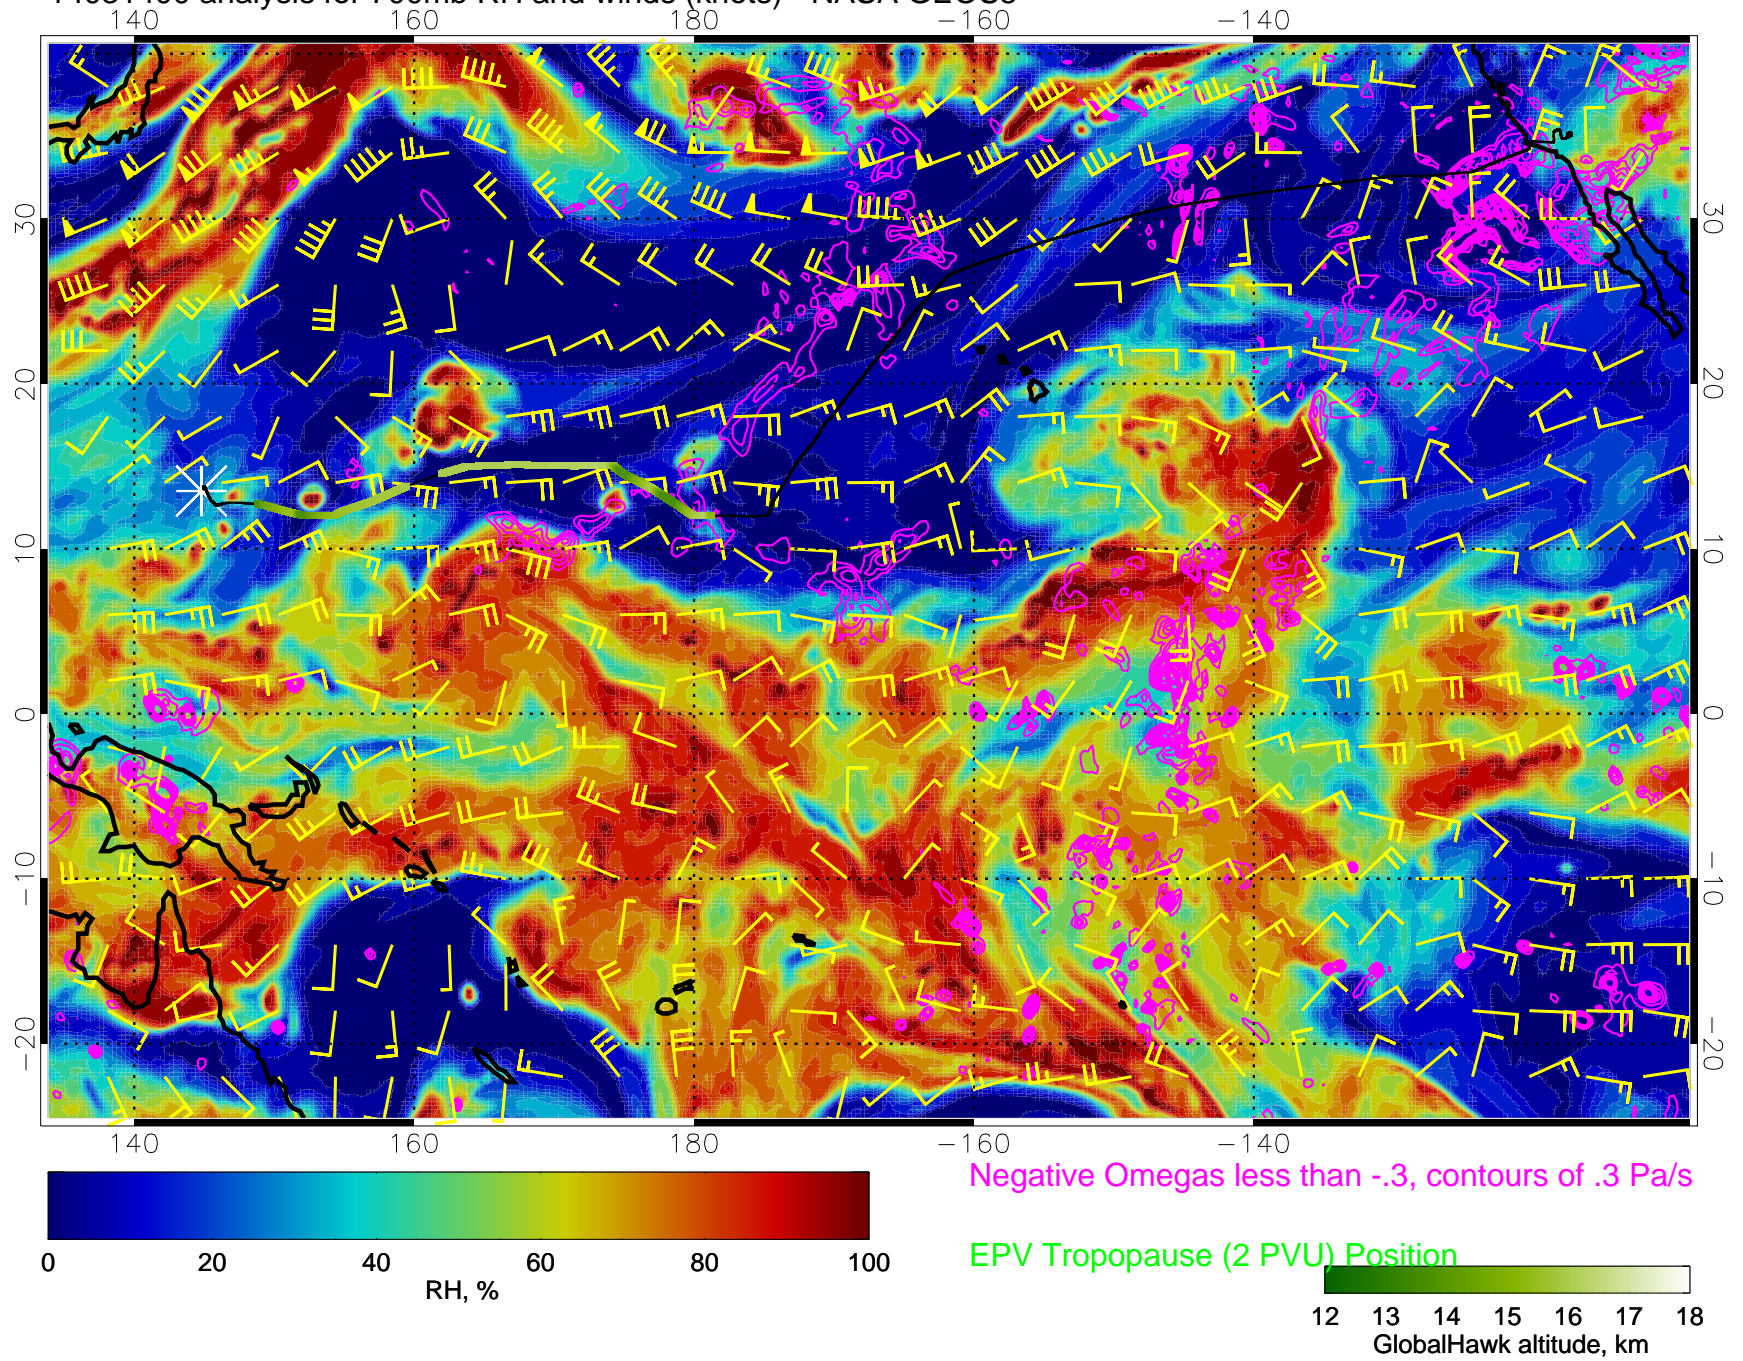 140 160 180 −160 −140
30 30
20 20
10 10
0 0
−10 −10
−20 −20
140 160 180 −160 −140
Negative Omegas less than -.3, contours of .3 Pa/s
EPV Tropopause (2 PVU) Position
0 20 40 60 80 100
RH, %
12 13 14 15 16 17 18
GlobalHawk altitude, km